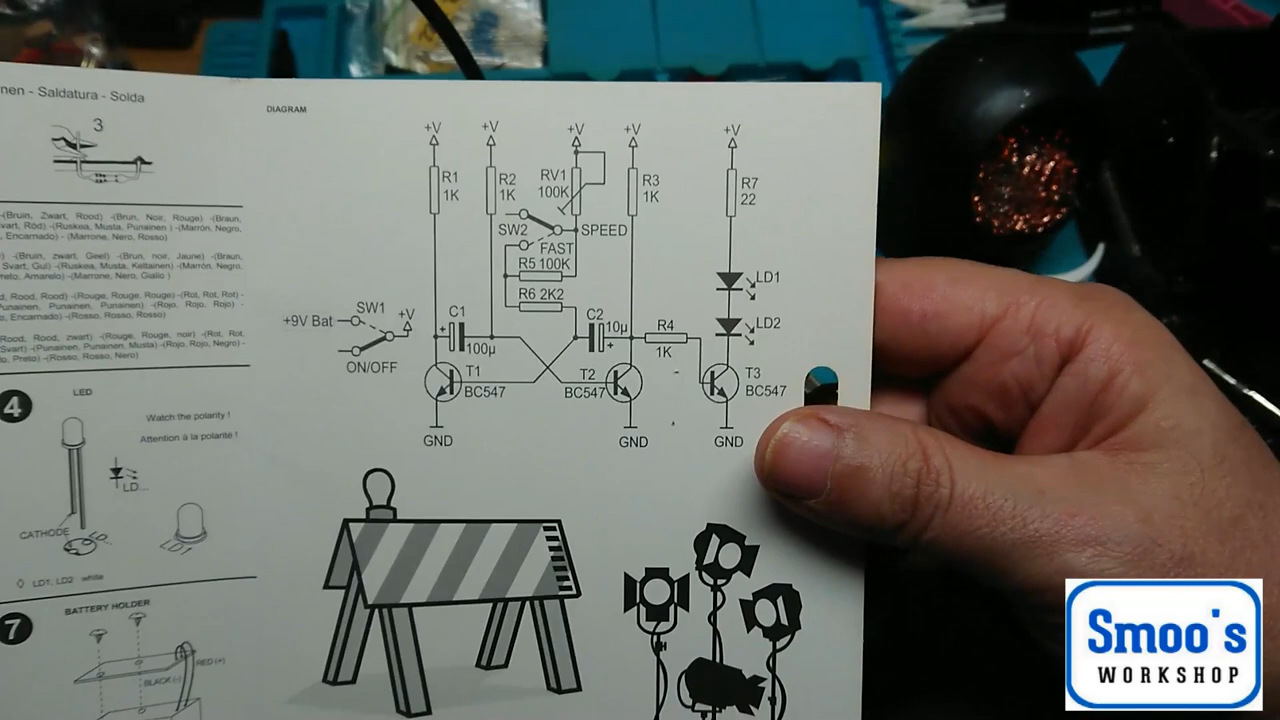 nen - Saldatura - Solda
3
-(Bruin, Zwart, Rood) -(Brun, Noir, Rouge) -(Braun,
vart, Röd) -(Ruskea, Musta, Punainen ) -(Marrón, Negro,
, Encarnado) - (Marrone, Nero, Rosso)
) -(Bruin, zwart, Geel) -(Brun, noir, Jaune) -(Braun,
Svart, Gul) -(Ruskea, Musta, Keltainen) -(Marrón, Negro,
reto, Amarelo) -(Marrone, Nero, Giallo )
d, Rood, Rood) -(Rouge, Rouge, Rouge) -(Rot, Rot, Rot) -
Punainen, Punainen, Punainen) -(Rojo, Rojo, Rojo) -
) -(Rosso, Rosso, Rosso)
Rood, Rood, zwart) -(Rouge, Rouge, noir) -(Rot, Rot,
Svart) -(Punainen, Punainen, Musta) -(Rojo, Rojo, Negro) -
o, Preto) -(Rosso, Rosso, Nero)
4
LED
Watch the polarity !
Attention à la polarité !
LD...
CATHODE
LD1, LD2 white
7
BATTERY HOLDER
RED (+)
BLACK (-)
DIAGRAM
+V +V +V +V +V
R1
1K
R2
1K
RV1
100K
R3
1K
R7
22
SW2
SPEED
FAST
R5 100K
R6 2K2
LD1
LD2
SW1
+9V Bat
+V
ON/OFF
C1
+
100µ
C2
10µ
+
R4
1K
T1
BC547
T2
BC547
T3
BC547
GND GND GND
Smoo's
WORKSHOP